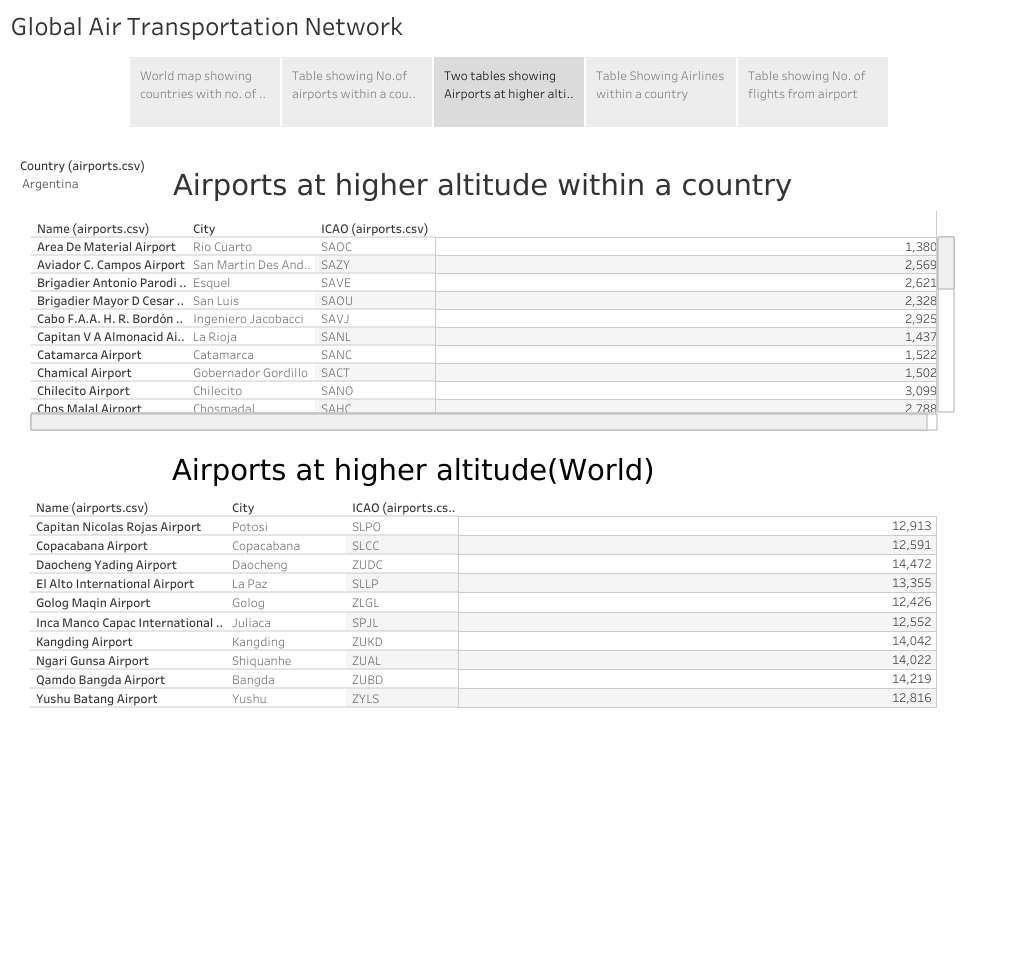 Global Air Transportation Network
World map showing countries with no. of ..
Table showing No.of airports within a cou..
Two tables showing Airports at higher alti..
Table Showing Airlines within a country
Table showing No. of flights from airport
Country (airports.csv)
Argentina
Airports at higher altitude within a country
Name (airports.csv) City ICAO (airports.csv)
Area De Material Airport Rio Cuarto SAOC 1,380
Aviador C. Campos Airport San Martin Des And.. SAZY 2,569
Brigadier Antonio Parodi .. Esquel SAVE 2,621
Brigadier Mayor D Cesar .. San Luis SAOU 2,328
Cabo F.A.A. H. R. Bordón .. Ingeniero Jacobacci SAVJ 2,925
Capitan V A Almonacid Ai.. La Rioja SANL 1,437
Catamarca Airport Catamarca SANC 1,522
Chamical Airport Gobernador Gordillo SACT 1,502
Chilecito Airport Chilecito SANO 3,099
Chos Malal Airport Chosmadal SAHC 2,788
Airports at higher altitude(World)
Name (airports.csv) City ICAO (airports.cs..
Capitan Nicolas Rojas Airport Potosi SLPO 12,913
Copacabana Airport Copacabana SLCC 12,591
Daocheng Yading Airport Daocheng ZUDC 14,472
El Alto International Airport La Paz SLLP 13,355
Golog Maqin Airport Golog ZLGL 12,426
Inca Manco Capac International .. Juliaca SPJL 12,552
Kangding Airport Kangding ZUKD 14,042
Ngari Gunsa Airport Shiquanhe ZUAL 14,022
Qamdo Bangda Airport Bangda ZUBD 14,219
Yushu Batang Airport Yushu ZYLS 12,816